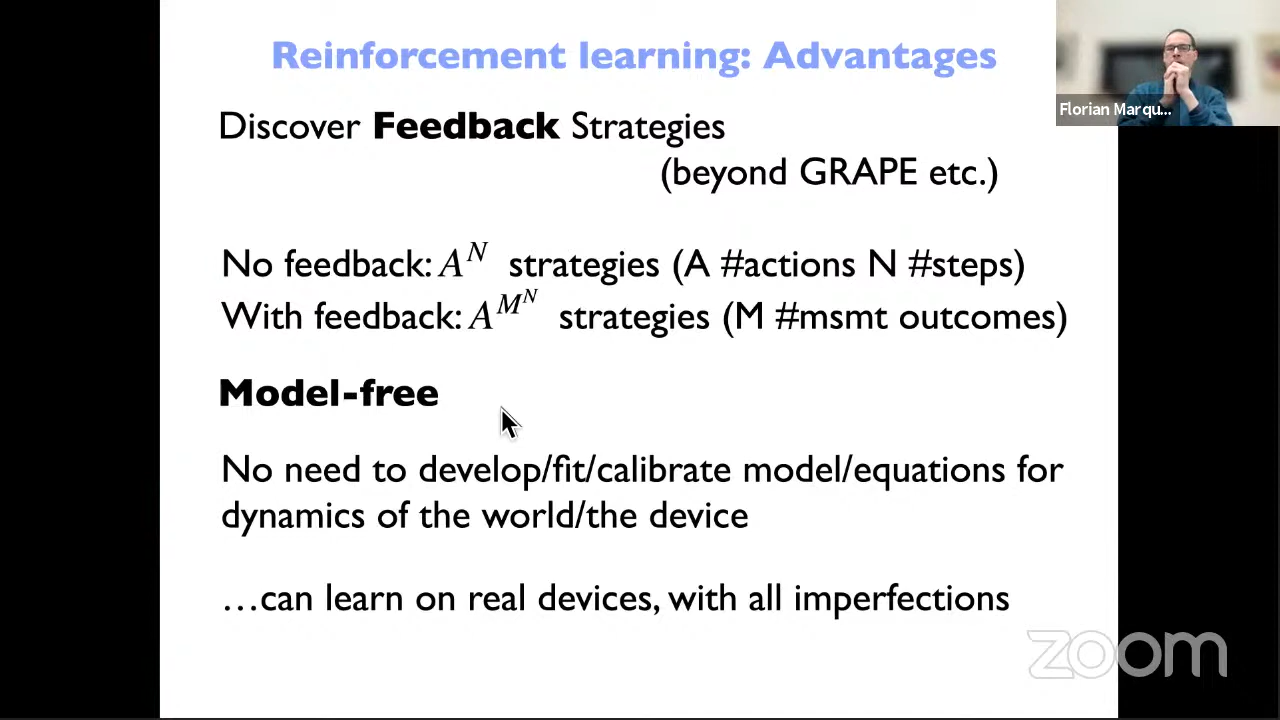 Reinforcement learning: Advantages
Florian Marqu...
Discover Feedback Strategies
(beyond GRAPE etc.)
No feedback: A^N strategies (A #actions N #steps)
With feedback: A^{M^N} strategies (M #msmt outcomes)
Model-free
No need to develop/fit/calibrate model/equations for
dynamics of the world/the device
…can learn on real devices, with all imperfections
zoom